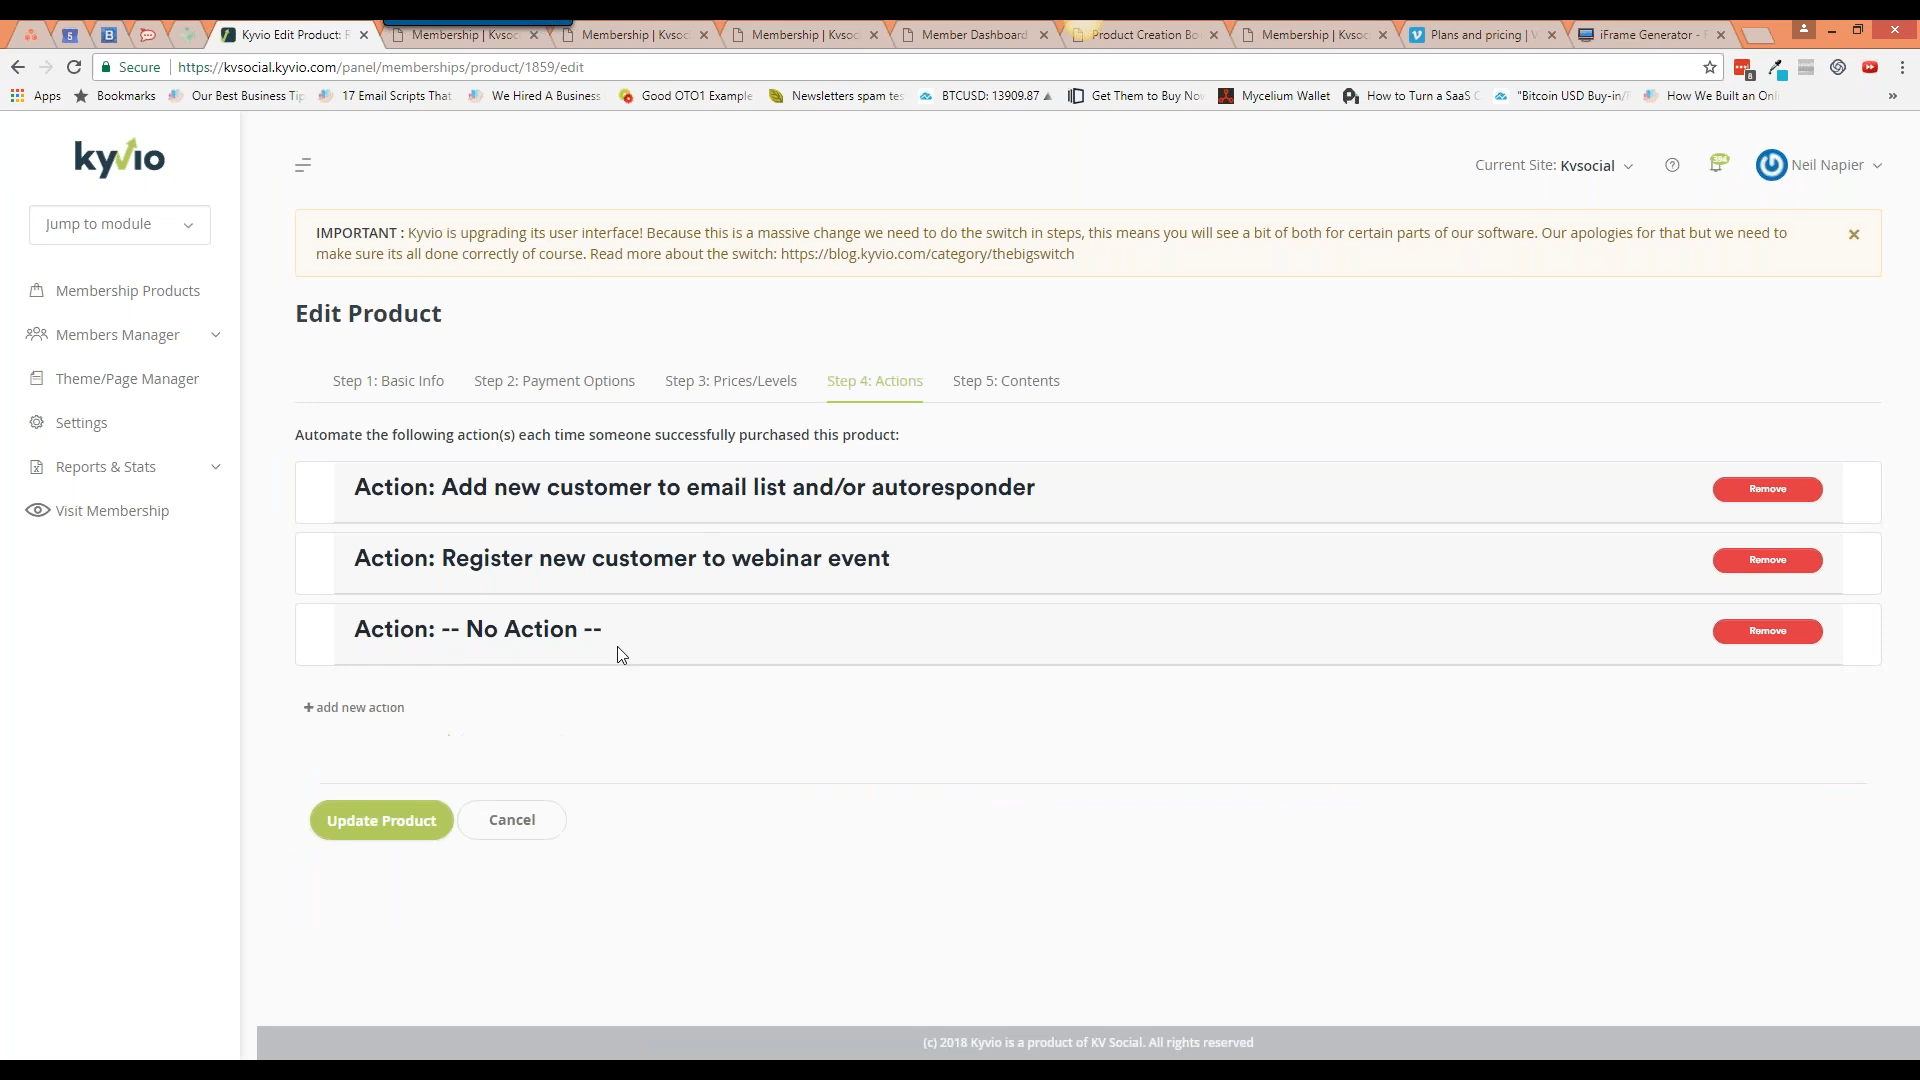 Kyvio Edit Product:
Membership | Kvsoc
Membership | Kvsoc
Membership | Kvsoc
Member Dashboard
Product Creation Bo
Membership | Kvsoc
Plans and pricing |
iFrame Generator -
Secure
https://kvsocial.kyvio.com/panel/memberships/product/1859/edit
8
Apps
Bookmarks
Our Best Business Tip
17 Email Scripts That
We Hired A Business
Good OTO1 Example
Newsletters spam tes
BTCUSD: 13909.87 ▲
Get Them to Buy Nov
Mycelium Wallet
How to Turn a SaaS
"Bitcoin USD Buy-in/
How We Built an Onl
»
kyvio
Jump to module
Current Site: Kvsocial
394
Neil Napier
IMPORTANT : Kyvio is upgrading its user interface! Because this is a massive change we need to do the switch in steps, this means you will see a bit of both for certain parts of our software. Our apologies for that but we need to
make sure its all done correctly of course. Read more about the switch: https://blog.kyvio.com/category/thebigswitch
Membership Products
Members Manager
Theme/Page Manager
Settings
Reports & Stats
Visit Membership
Edit Product
Step 1: Basic Info
Step 2: Payment Options
Step 3: Prices/Levels
Step 4: Actions
Step 5: Contents
Automate the following action(s) each time someone successfully purchased this product:
Action: Add new customer to email list and/or autoresponder
Remove
Action: Register new customer to webinar event
Remove
Action: -- No Action --
Remove
+ add new action
Update Product
Cancel
(c) 2018 Kyvio is a product of KV Social. All rights reserved